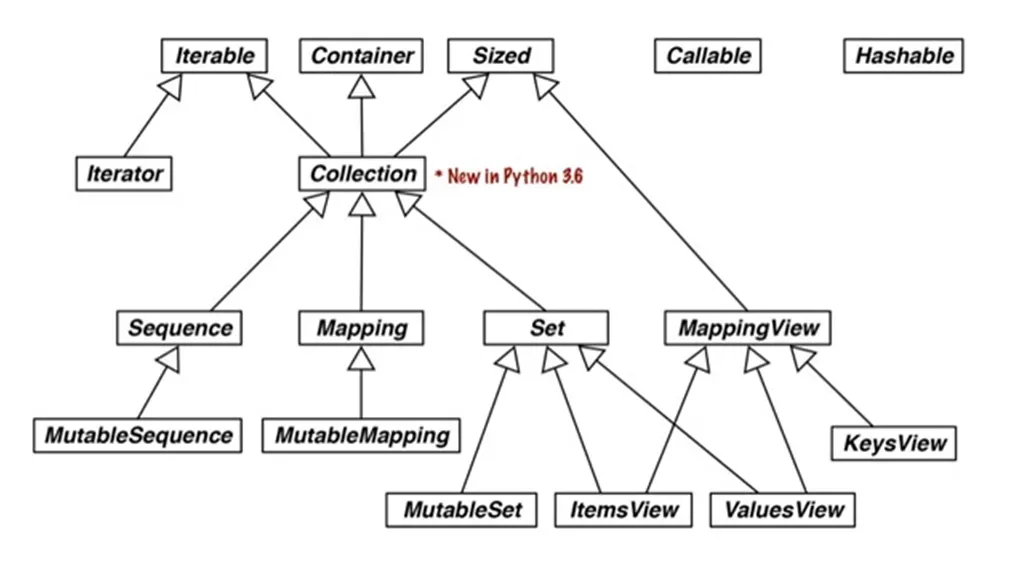 Iterable
Container
Sized
Callable
Hashable
Iterator
Collection
* New in Python 3.6
Sequence
Mapping
Set
MappingView
MutableSequence
MutableMapping
KeysView
MutableSet
ItemsView
ValuesView